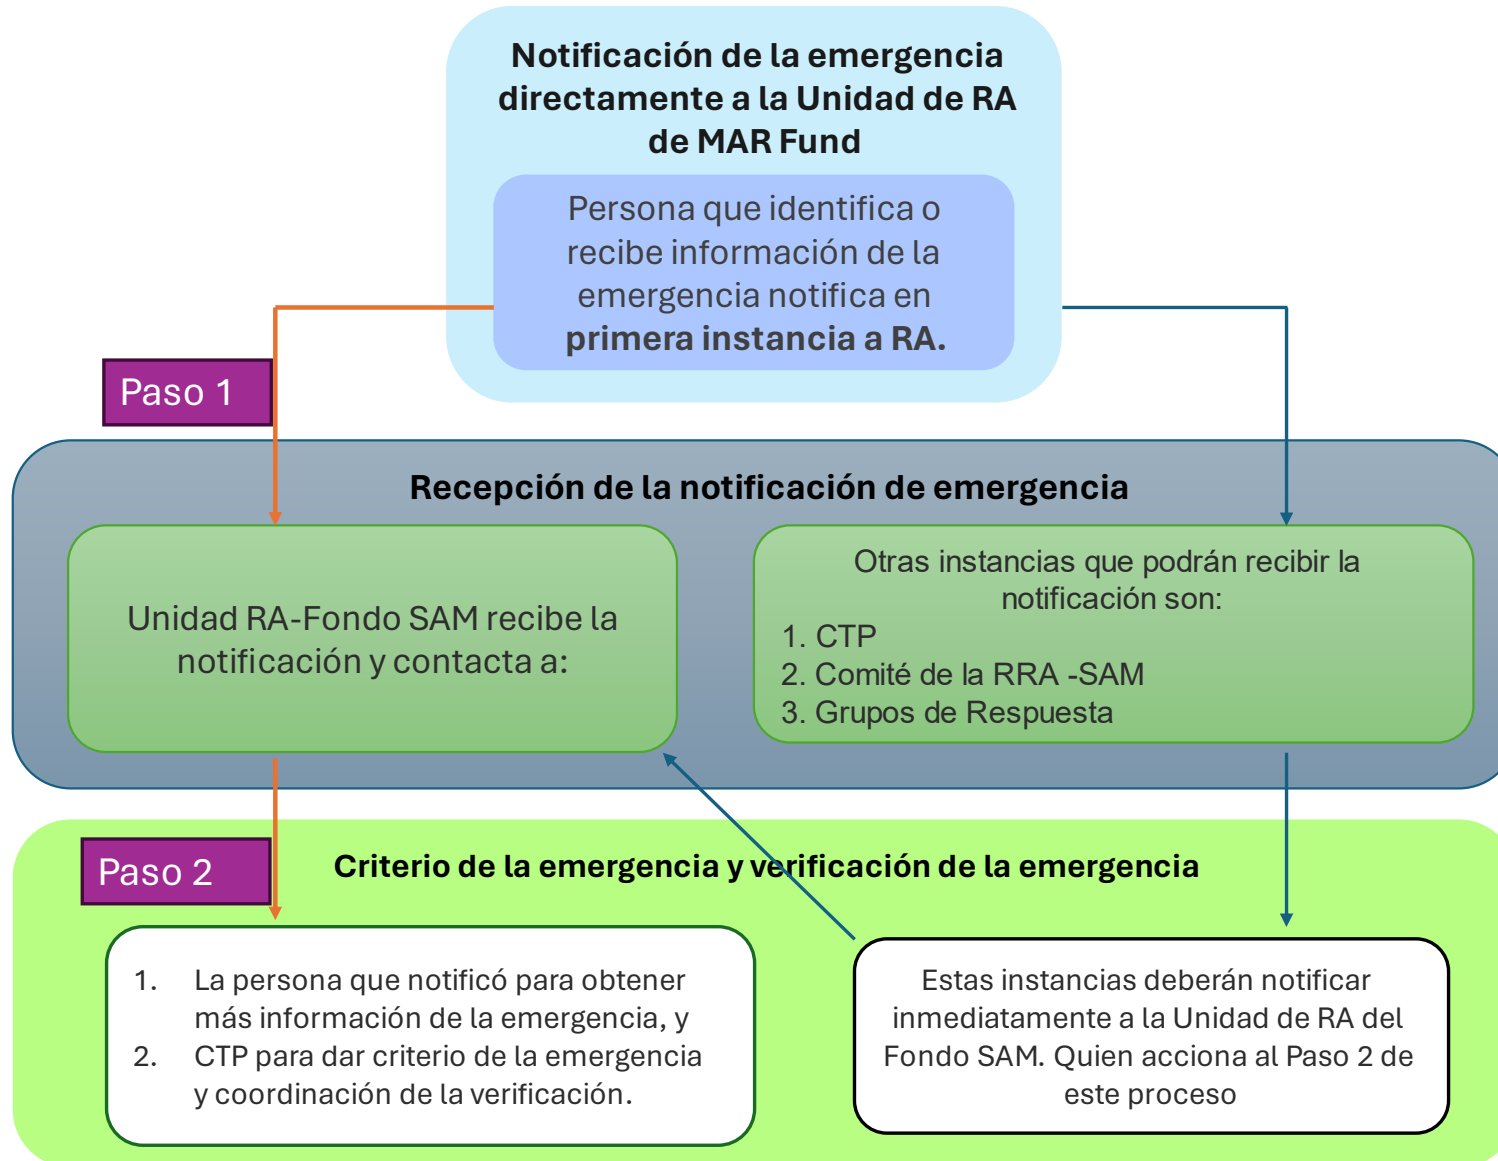 Notificación de la emergencia
directamente a la Unidad de RA
de MAR Fund
Persona que identifica o
recibe información de la
emergencia notifica en
primera instancia a RA.
Paso 1
Recepción de la notificación de emergencia
Unidad RA-Fondo SAM recibe la
notificación y contacta a:
Otras instancias que podrán recibir la
notificación son:
1. CTP
2. Comité de la RRA -SAM
3. Grupos de Respuesta
Paso 2
Criterio de la emergencia y verificación de la emergencia
1. La persona que notificó para obtener
más información de la emergencia, y
2. CTP para dar criterio de la emergencia
y coordinación de la verificación.
Estas instancias deberán notificar
inmediatamente a la Unidad de RA del
Fondo SAM. Quien acciona al Paso 2 de
este proceso